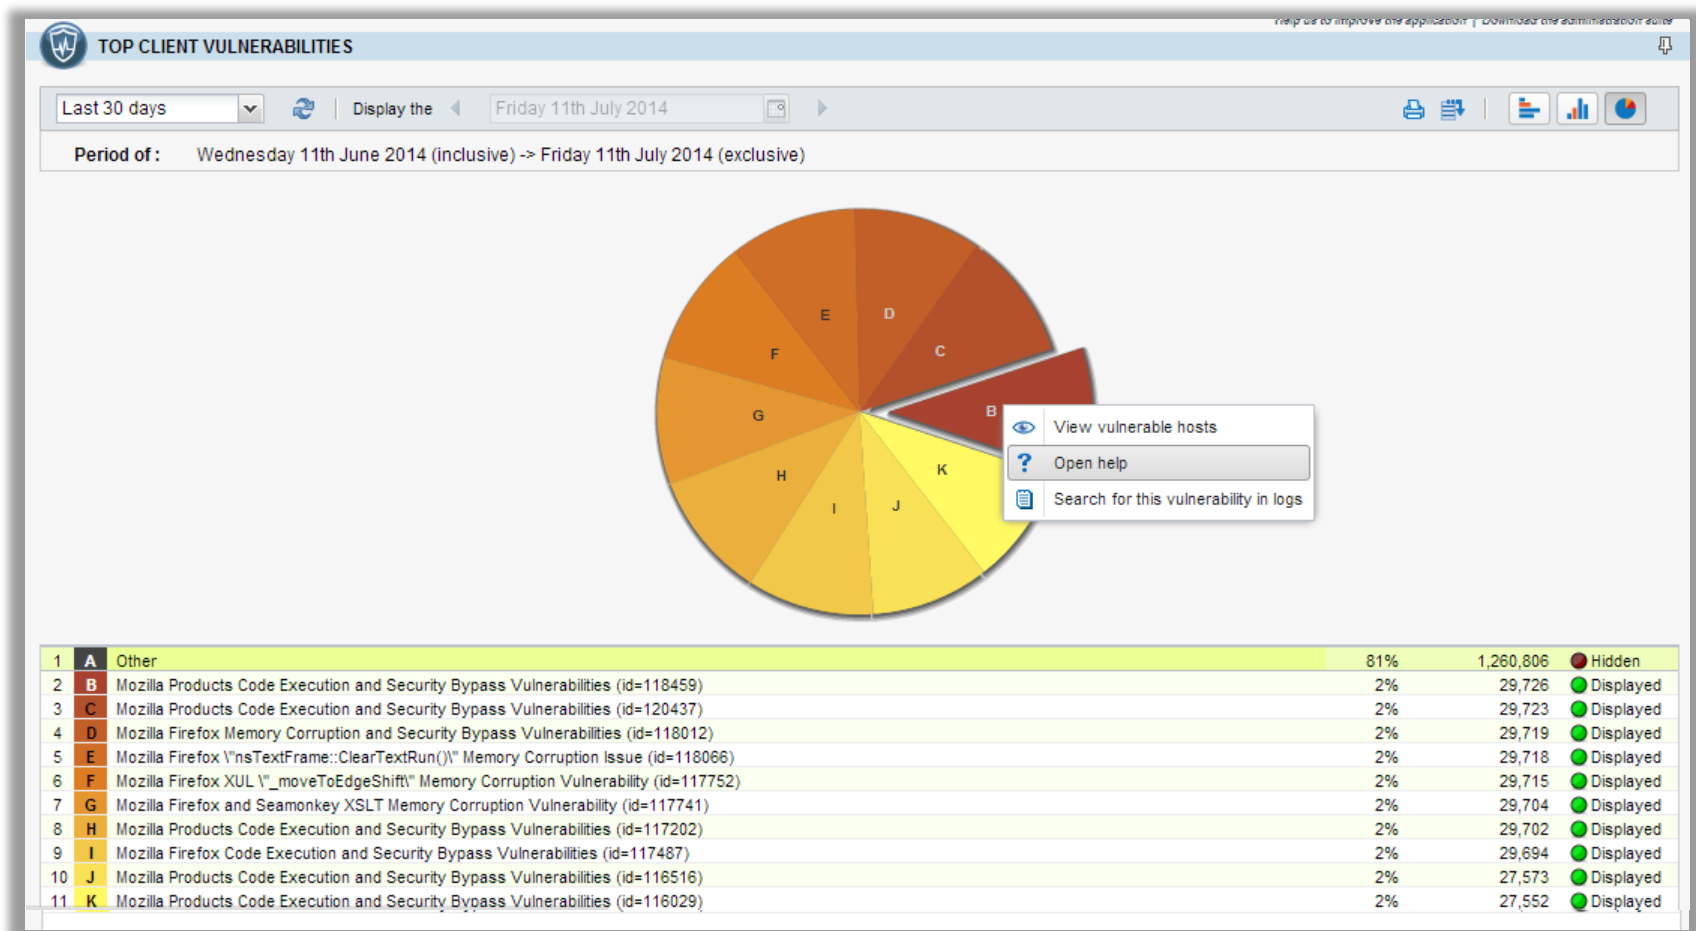 Help us to improve the application | Download the administration suite
TOP CLIENT VULNERABILITIES
Last 30 days Display the Friday 11th July 2014
Period of : Wednesday 11th June 2014 (inclusive) -> Friday 11th July 2014 (exclusive)
E D
C
F
B
G
View vulnerable hosts
K
Open help
H
Search for this vulnerability in logs
I J
1 A Other 81% 1,260,806 Hidden
2 B Mozilla Products Code Execution and Security Bypass Vulnerabilities (id=118459) 2% 29,726 Displayed
3 C Mozilla Products Code Execution and Security Bypass Vulnerabilities (id=120437) 2% 29,723 Displayed
4 D Mozilla Firefox Memory Corruption and Security Bypass Vulnerabilities (id=118012) 2% 29,719 Displayed
5 E Mozilla Firefox \"nsTextFrame::ClearTextRun()\" Memory Corruption Issue (id=118066) 2% 29,718 Displayed
6 F Mozilla Firefox XUL \"_moveToEdgeShift\" Memory Corruption Vulnerability (id=117752) 2% 29,715 Displayed
7 G Mozilla Firefox and Seamonkey XSLT Memory Corruption Vulnerability (id=117741) 2% 29,704 Displayed
8 H Mozilla Products Code Execution and Security Bypass Vulnerabilities (id=117202) 2% 29,702 Displayed
9 I Mozilla Firefox Code Execution and Security Bypass Vulnerabilities (id=117487) 2% 29,694 Displayed
10 J Mozilla Products Code Execution and Security Bypass Vulnerabilities (id=116516) 2% 27,573 Displayed
11 K Mozilla Products Code Execution and Security Bypass Vulnerabilities (id=116029) 2% 27,552 Displayed